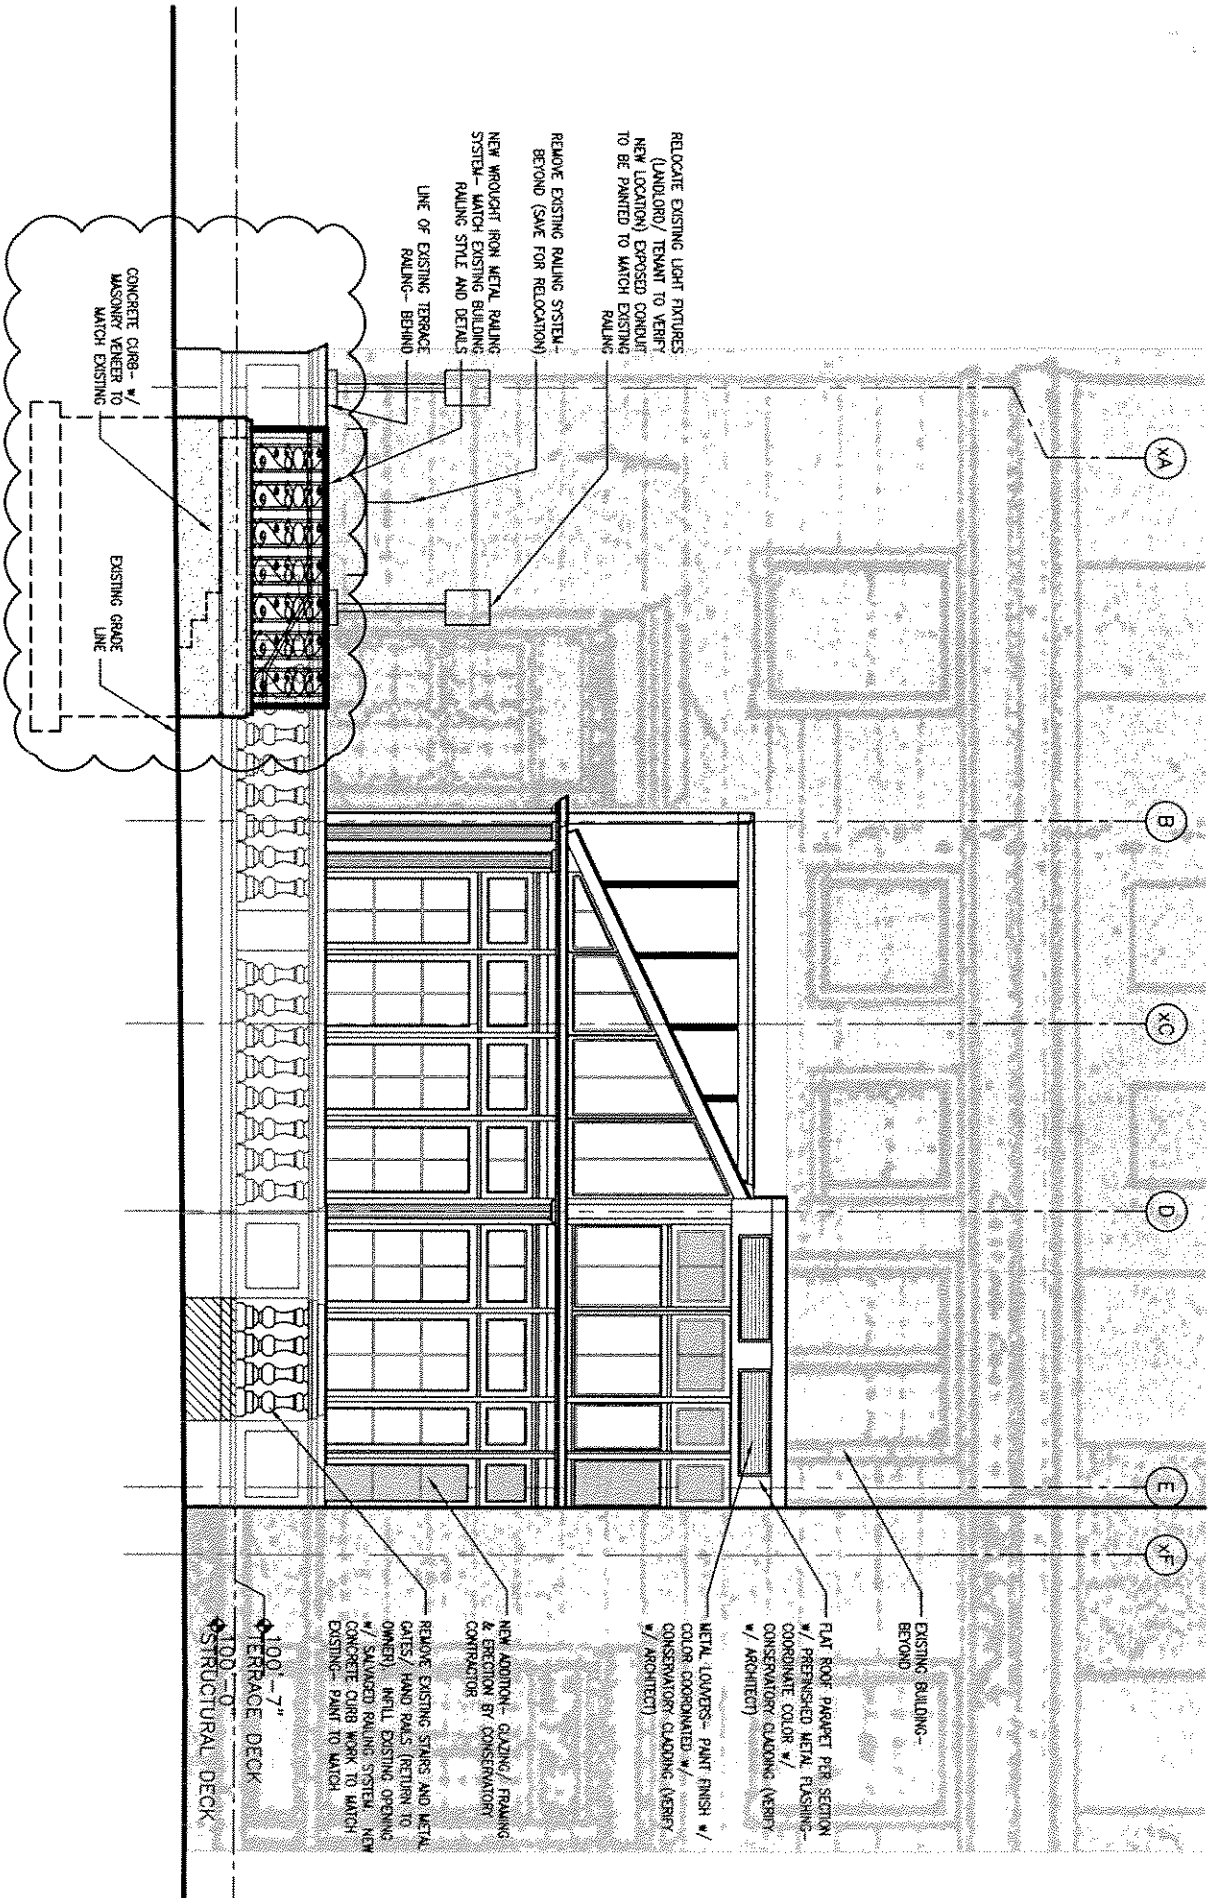 xA
B
xC
D
E
xF
RELOCATE EXISTING LIGHT FIXTURES
(LANDLORD/ TENANT TO VERIFY
NEW LOCATION) EXPOSED CONDUIT
TO BE PAINTED TO MATCH EXISTING
RAILING
REMOVE EXISTING RAILING SYSTEM-
BEYOND (SAVE FOR RELOCATION)
NEW WROUGHT IRON METAL RAILING
SYSTEM- MATCH EXISTING BUILDING
RAILING STYLE AND DETAILS
LINE OF EXISTING TERRACE
RAILING- BEHIND
CONCRETE CURB- W/
MASONRY VENEER TO
MATCH EXISTING
EXISTING GRADE
LINE
EXISTING BUILDING-
BEYOND
FLAT ROOF PARAPET PER SECTION
W/ PREFINISHED METAL FLASHING-
COORDINATE COLOR W/
CONSERVATORY CLADDING (VERIFY
W/ ARCHITECT)
METAL LOUVERS- PAINT FINISH W/
COLOR COORDINATED W/
CONSERVATORY CLADDING (VERIFY
W/ ARCHITECT)
NEW ADDITION- GLAZING/ FRAMING
& ERECTION BY CONSERVATORY
CONTRACTOR
REMOVE EXISTING STAIRS AND METAL
GATES/ HAND RAILS (RETURN TO
OWNER). INFILL EXISTING OPENING
W/ SALVAGED RAILING SYSTEM. NEW
CONCRETE CURB WORK TO MATCH
EXISTING- PAINT TO MATCH
100'-7"
TERRACE DECK
100'-0"
STRUCTURAL DECK